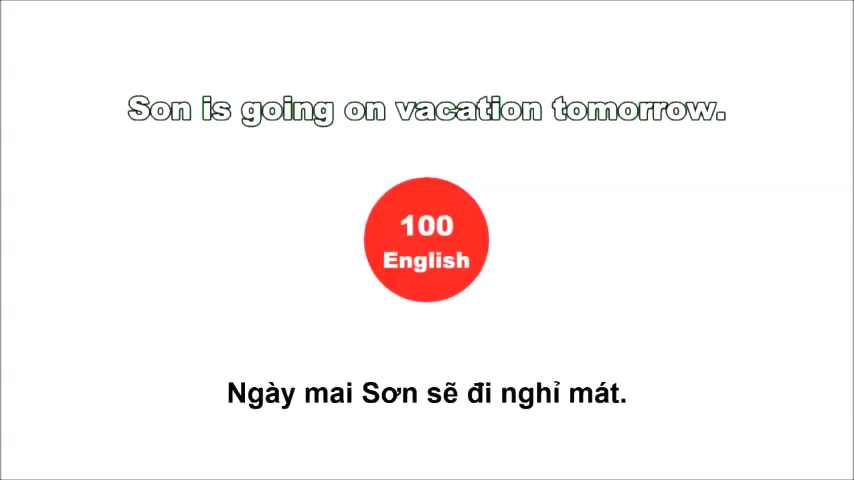 Son is going on vacation tomorrow.
100
English
Ngày mai Sơn sẽ đi nghỉ mát.